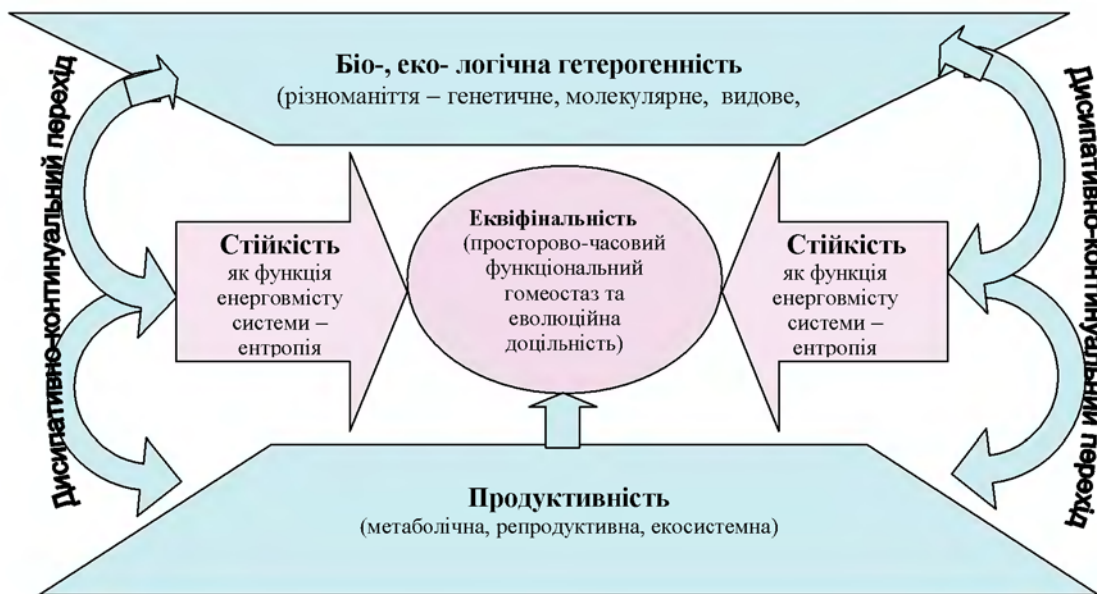 Біо-, еко- логічна гетерогенність
(різноманіття – генетичне, молекулярне, видове,
Дисипативно-континуальний перехід
Стійкість
як функція
енерговмісту
системи –
ентропія
Еквіфінальність
(просторово-часовий
функціональний
гомеостаз та
еволюційна
доцільність)
Стійкість
як функція
енерговмісту
системи –
ентропія
Дисипативно-континуальний перехід
Продуктивність
(метаболічна, репродуктивна, екосистемна)